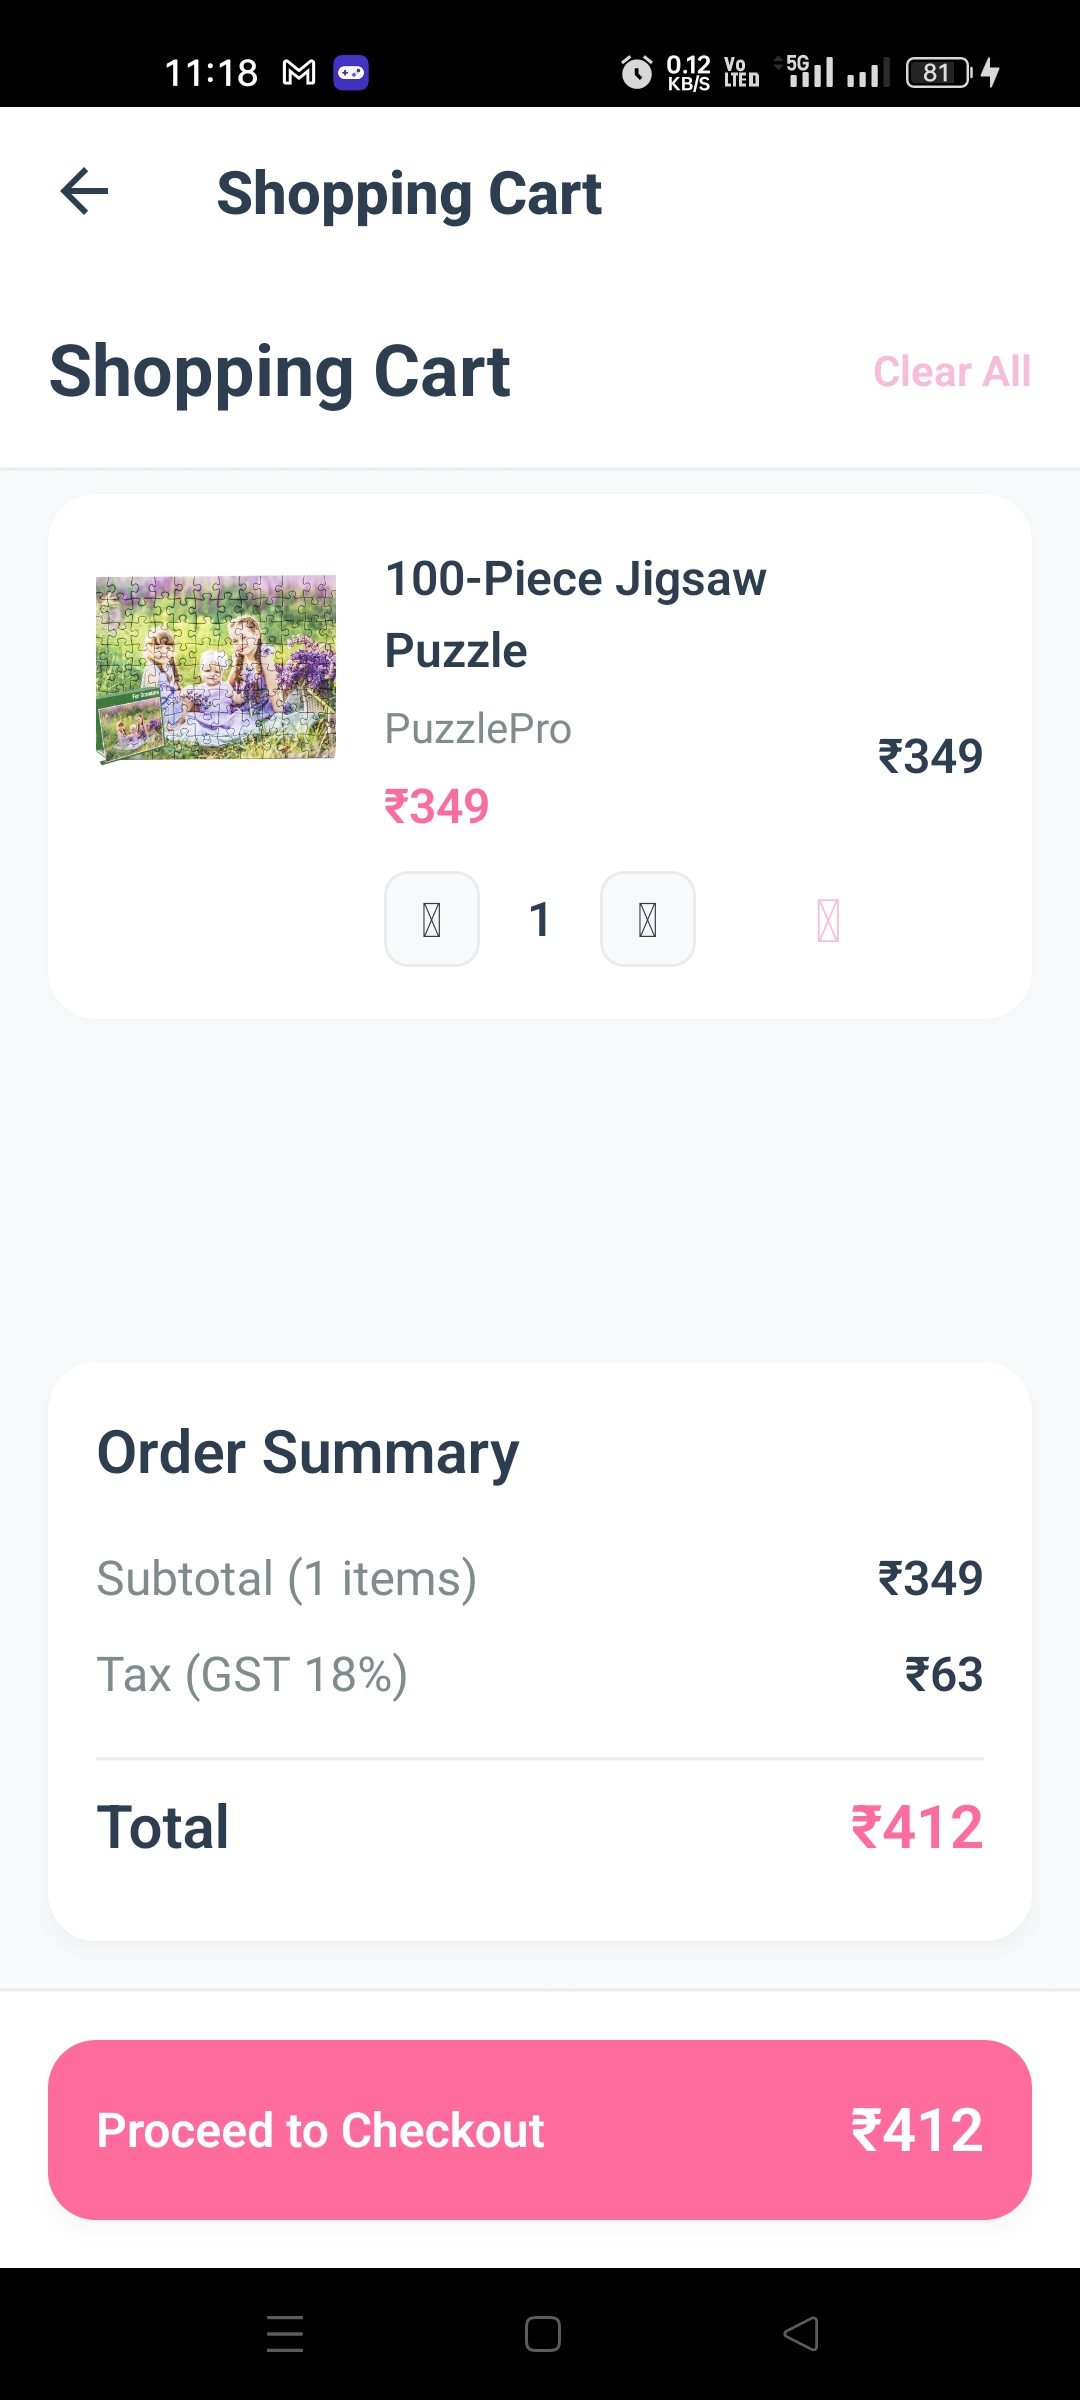 11:18
0.12
KB/S
Vo
LTED
5G
81
Shopping Cart
Shopping Cart
Clear All
100-Piece Jigsaw
Puzzle
PuzzlePro
₹349
₹349
1
Order Summary
Subtotal (1 items)
₹349
Tax (GST 18%)
₹63
Total
₹412
Proceed to Checkout
₹412